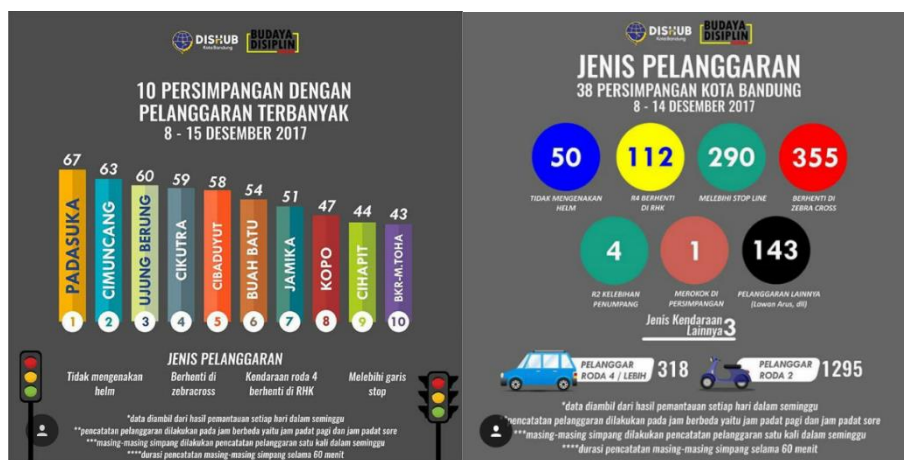 DISHUB
KotaBandung
BUDAYA
DISIPLIN
10 PERSIMPANGAN DENGAN
PELANGGARAN TERBANYAK
8 - 15 DESEMBER 2017
67
63
60
59
58
54
51
47
44
43
PADASUKA
CIMUNCANG
UJUNG BERUNG
CIKUTRA
CIBADUYUT
BUAH BATU
JAMIKA
KOPO
CIHAPIT
BKR-M.TOHA
1
2
3
4
5
6
7
8
9
10
JENIS PELANGGARAN
Tidak mengenakan
helm
Berhenti di
zebracross
Kendaraan roda 4
berhenti di RHK
Melebihi garis
stop
*data diambil dari hasil pemantauan setiap hari dalam seminggu
**pencatatan pelanggaran dilakukan pada jam berbeda yaitu jam padat pagi dan jam padat sore
***masing-masing simpang dilakukan pencatatan pelanggaran satu kali dalam seminggu
****durasi pencatatan masing-masing simpang selama 60 menit
DISHUB
KotaBandung
BUDAYA
DISIPLIN
JENIS PELANGGARAN
38 PERSIMPANGAN KOTA BANDUNG
8 - 14 DESEMBER 2017
50
TIDAK MENGENAKAN
HELM
112
R4 BERHENTI
DI RHK
290
MELEBIHI STOP LINE
355
BERHENTI DI
ZEBRA CROSS
4
R2 KELEBIHAN
PENUMPANG
1
MEROKOK DI
PERSIMPANGAN
143
PELANGGARAN LAINNYA
(Lawan Arus, dll)
Jenis Kendaraan
Lainnya 3
PELANGGAR
RODA 4 / LEBIH
318
PELANGGAR
RODA 2
1295
*data diambil dari hasil pemantauan setiap hari dalam seminggu
*pencatatan pelanggaran dilakukan pada jam berbeda yaitu jam padat pagi dan jam padat sore
***masing-masing simpang dilakukan pencatatan pelanggaran satu kali dalam seminggu
****durasi pencatatan masing-masing simpang selama 60 menit